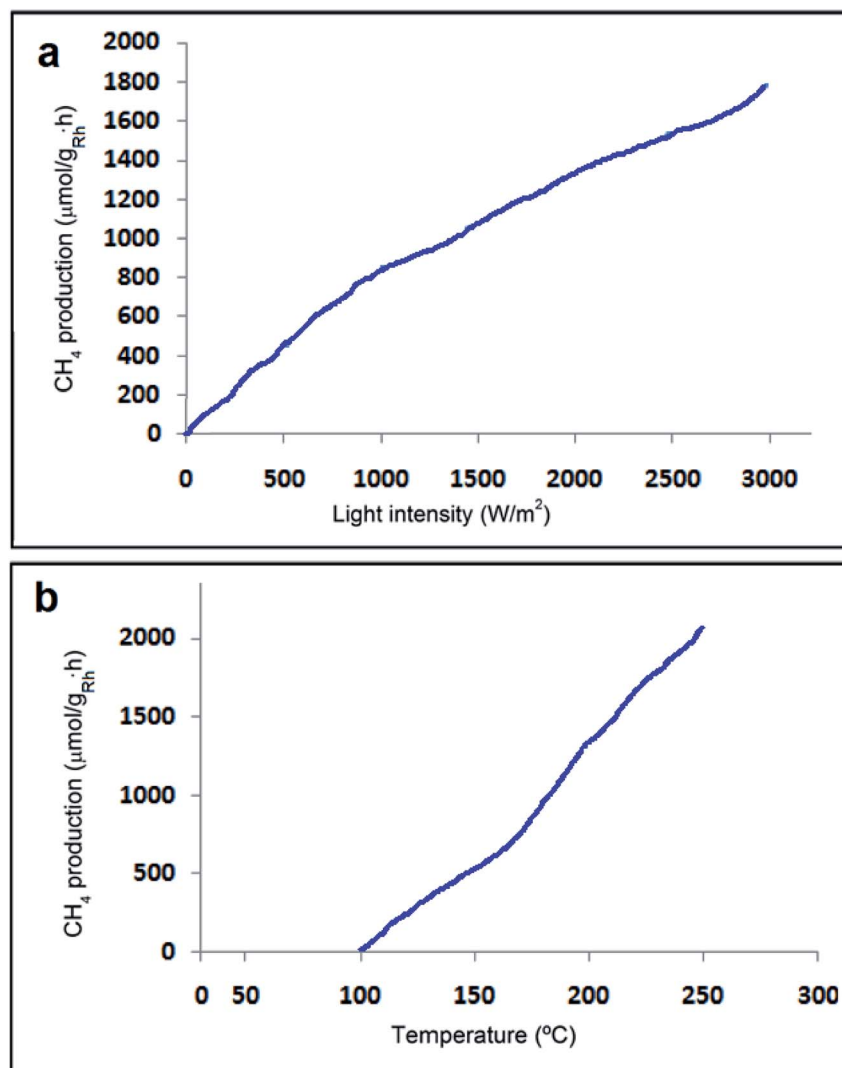 a
CH₄ production (μmol/gRh·h)
2000
1800
1600
1400
1200
1000
800
600
400
200
0
0 500 1000 1500 2000 2500 3000
Light intensity (W/m²)
b
CH₄ production (μmol/gRh·h)
2000
1500
1000
500
0
0 50 100 150 200 250 300
Temperature (ºC)